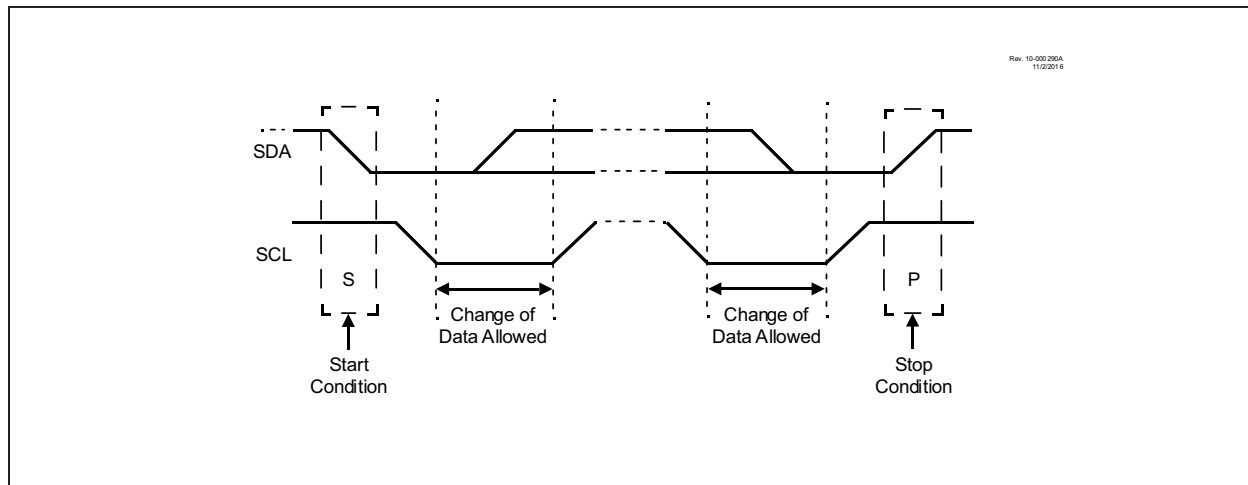 Rev. 10-000290A
11/2/2016
SDA
SCL
S
P
Change of
Data Allowed
Change of
Data Allowed
Start
Condition
Stop
Condition